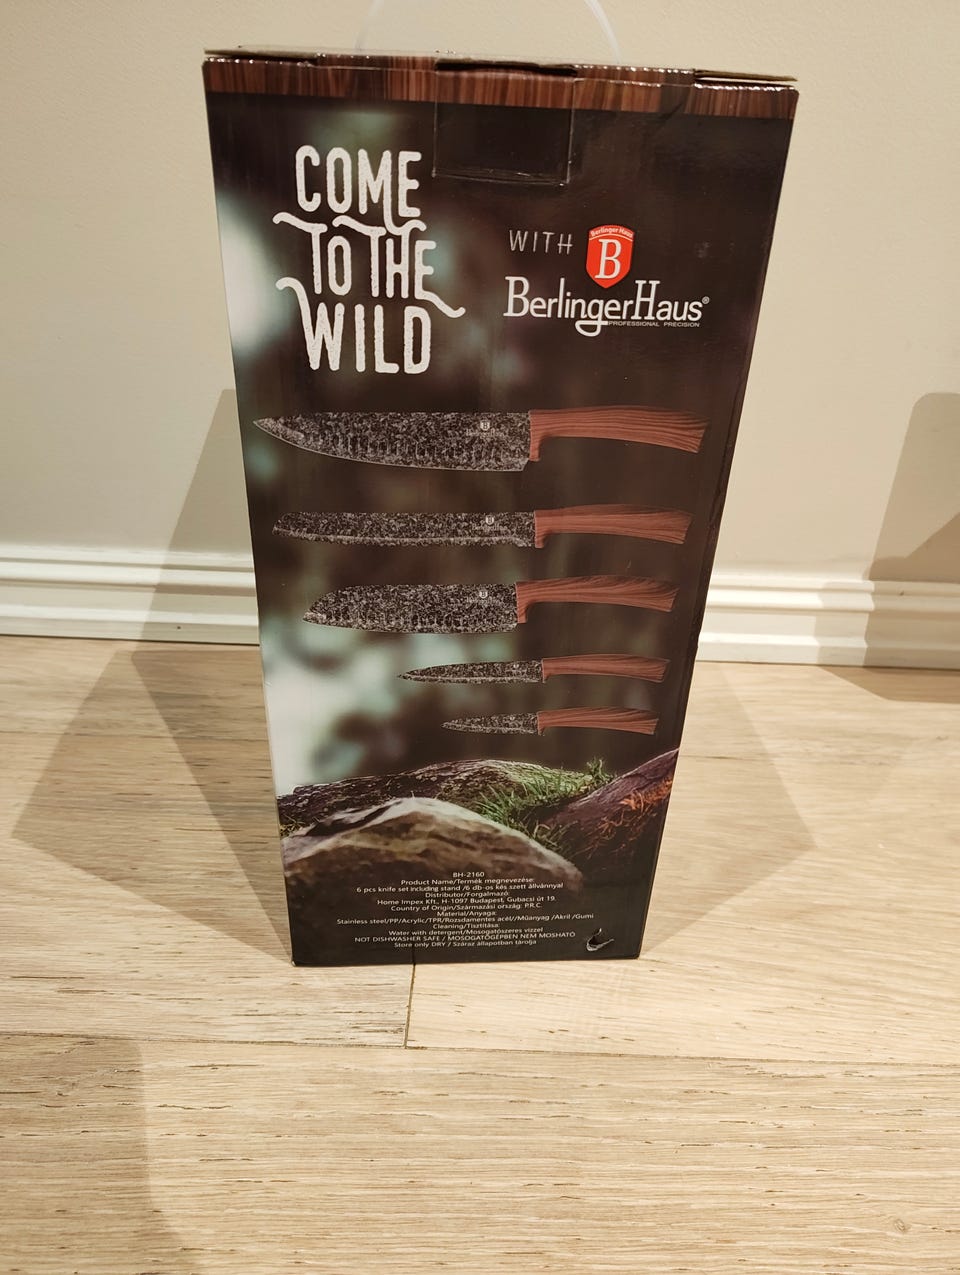 COME
TO THE
WILD
WITH
Berlinger Haus
B
BerlingerHaus®
PROFESSIONAL PRECISION
BH-2160
Product Name/Termék megnevezése:
6 pcs knife set including stand /6 db-os kés szett állvánnyal
Distributor/Forgalmazó:
Home Impex Kft., H-1097 Budapest, Gubacsi út 19.
Country of Origin/Származási ország: P.R.C.
Material/Anyaga:
Stainless steel/PP/Acrylic/TPR/Rozsdamentes acél//Műanyag /Akril /Gumi
Cleaning/Tisztítása:
Water with detergent/Mosogatószeres vízzel
NOT DISHWASHER SAFE / MOSOGATÓGÉPBEN NEM MOSHATÓ
Store only DRY / Száraz állapotban tárolja